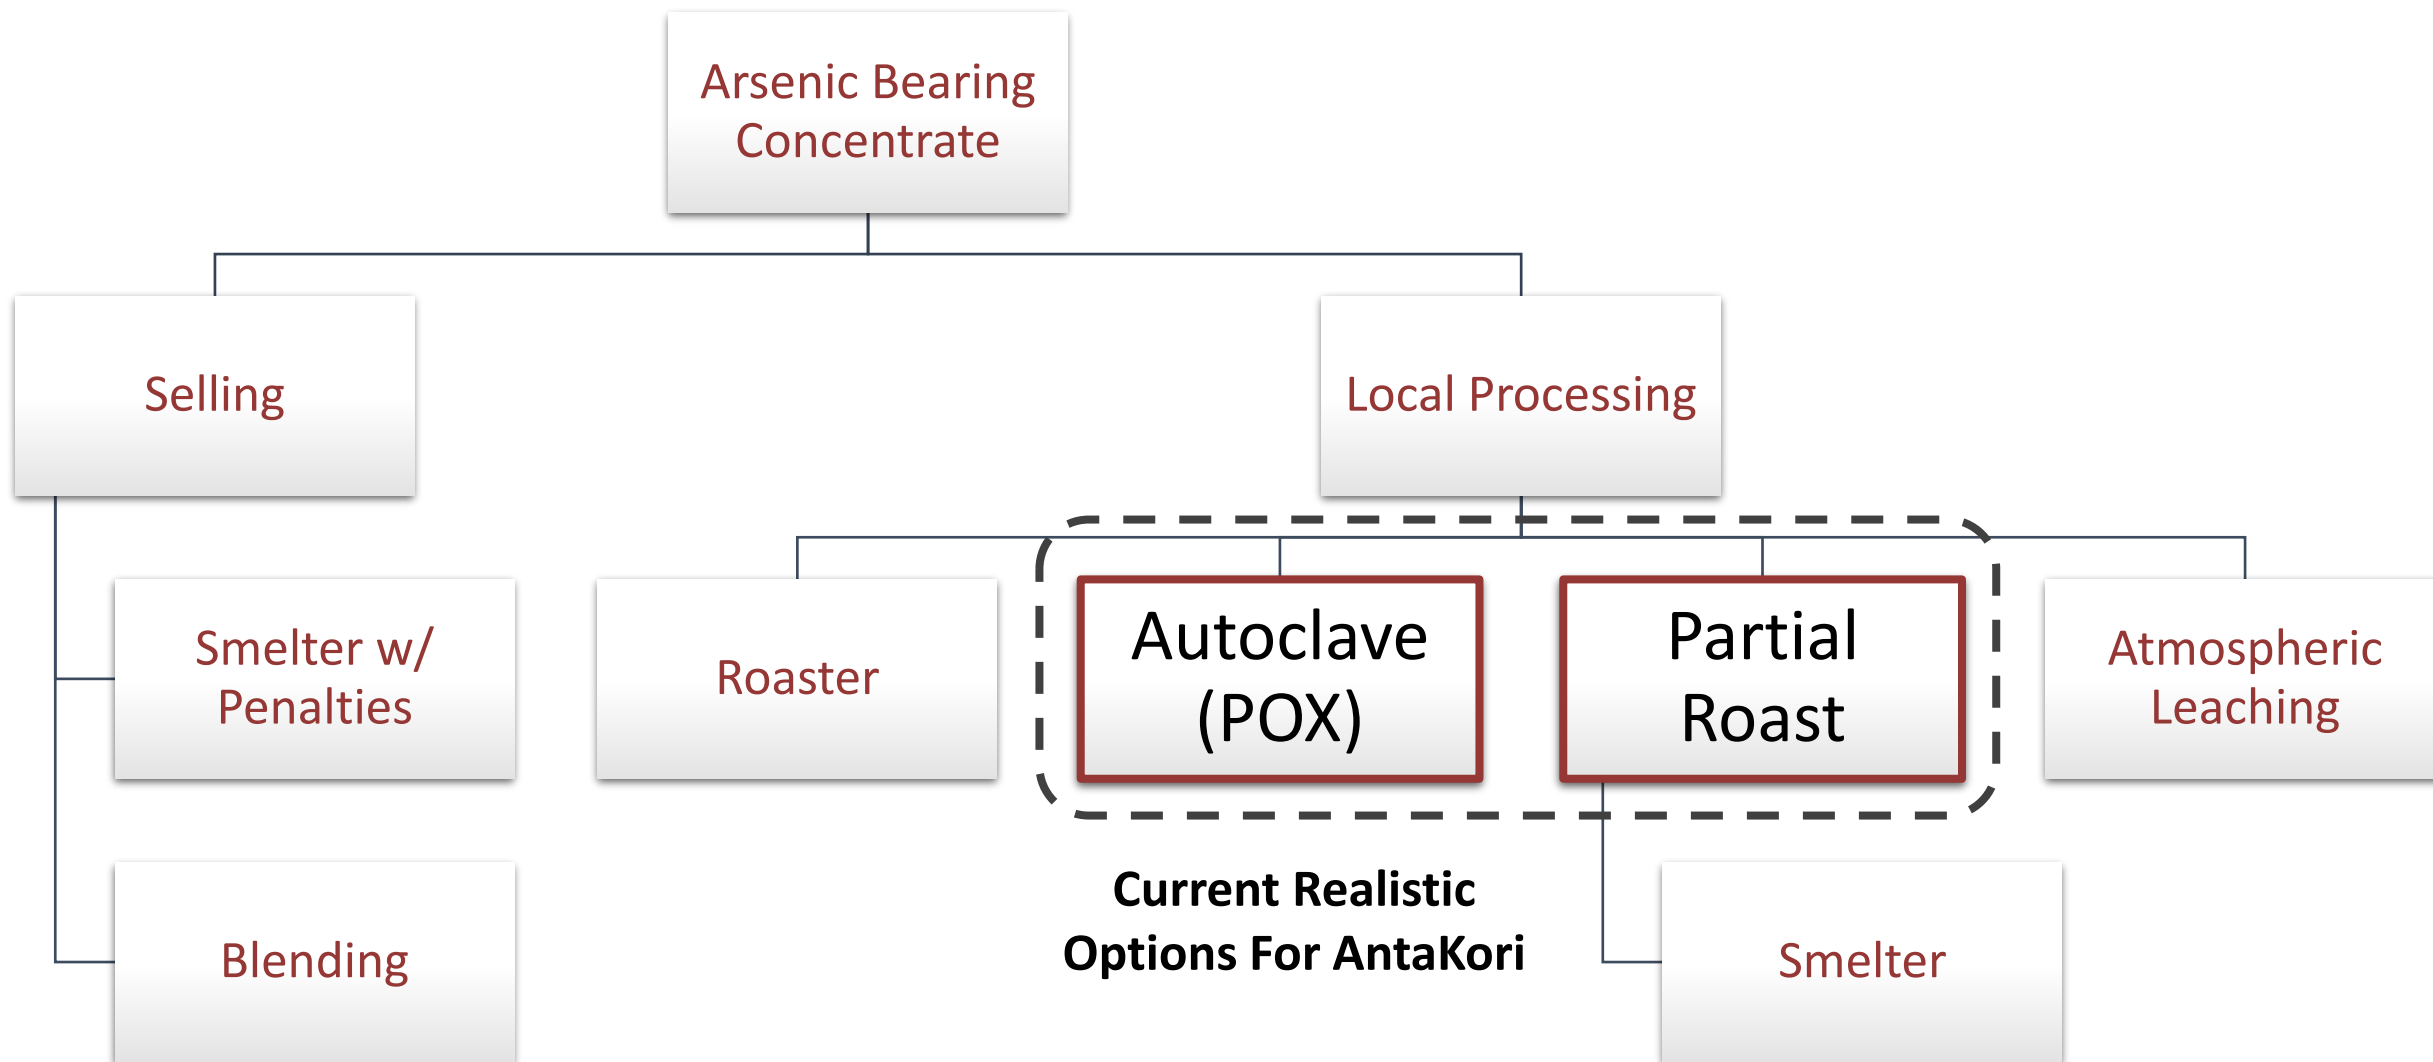 Arsenic Bearing
Concentrate
Selling
Local Processing
Smelter w/
Penalties
Roaster
Autoclave
(POX)
Partial
Roast
Atmospheric
Leaching
Blending
Current Realistic
Options For AntaKori
Smelter